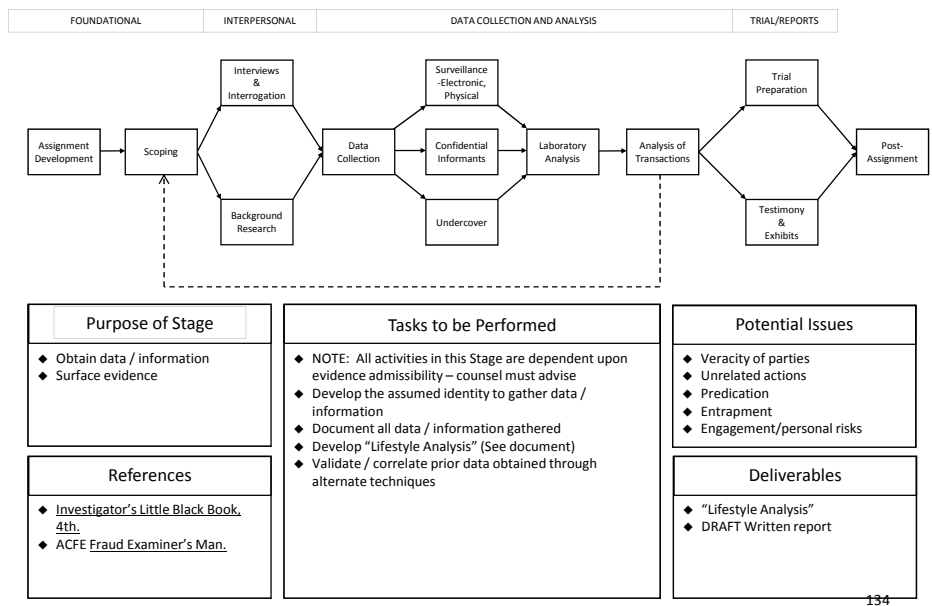 FOUNDATIONAL
INTERPERSONAL
DATA COLLECTION AND ANALYSIS
TRIAL/REPORTS
Interviews
&
Interrogation
Surveillance
-Electronic,
Physical
Trial
Preparation
Assignment
Development
Scoping
Data
Collection
Confidential
Informants
Laboratory
Analysis
Analysis of
Transactions
Post-
Assignment
Background
Research
Undercover
Testimony
&
Exhibits
Purpose of Stage
◆ Obtain data / information
◆ Surface evidence
References
◆ Investigator's Little Black Book,
4th.
◆ ACFE Fraud Examiner's Man.
Tasks to be Performed
◆ NOTE: All activities in this Stage are dependent upon
evidence admissibility – counsel must advise
◆ Develop the assumed identity to gather data /
information
◆ Document all data / information gathered
◆ Develop "Lifestyle Analysis" (See document)
◆ Validate / correlate prior data obtained through
alternate techniques
Potential Issues
◆ Veracity of parties
◆ Unrelated actions
◆ Predication
◆ Entrapment
◆ Engagement/personal risks
Deliverables
◆ "Lifestyle Analysis"
◆ DRAFT Written report
134